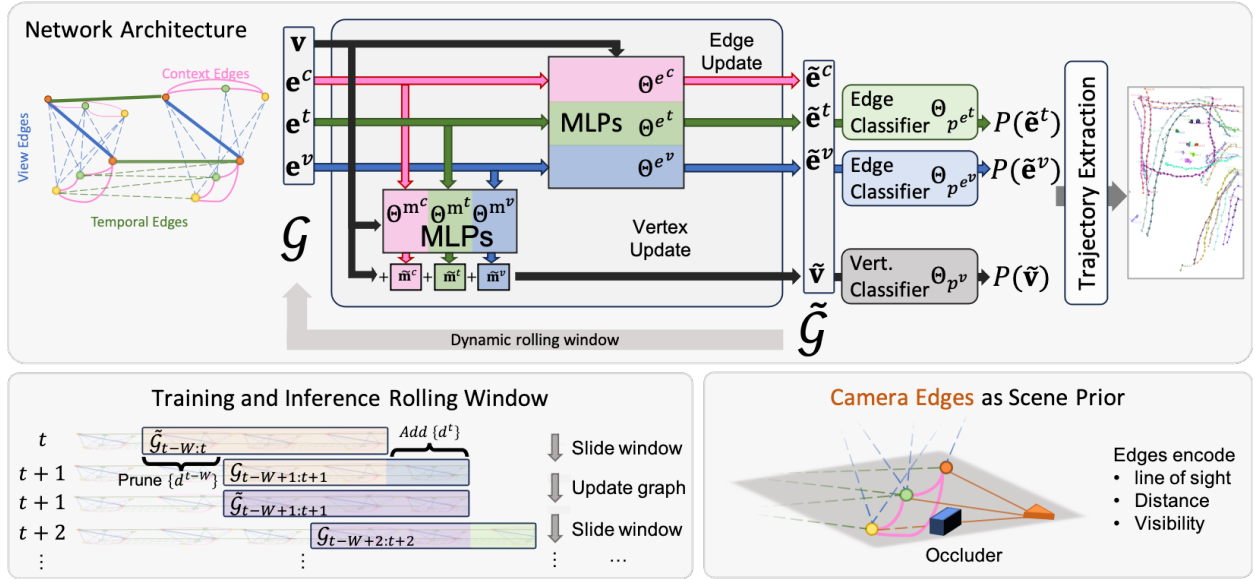 Network Architecture
Context Edges
View Edges
Temporal Edges
𝒢
v
e^c
e^t
e^v
Edge
Update
MLPs
Θ^{e^c}
Θ^{e^t}
Θ^{e^v}
Θ^{m^c} Θ^{m^t} Θ^{m^v}
MLPs
+ m̃^c + m̃^t + m̃^v
Vertex
Update
ẽ^c
ẽ^t
ẽ^v
ṽ
𝒢̃
Edge
Classifier Θ_{p^{e^t}}
P(ẽ^t)
Edge
Classifier Θ_{p^{e^v}}
P(ẽ^v)
Vert.
Classifier Θ_{p^v}
P(ṽ)
Trajectory Extraction
Dynamic rolling window
Training and Inference Rolling Window
t
𝒢̃_{t−W:t}
Add {d^t}
Slide window
t + 1
Prune {d^{t−W}}
𝒢_{t−W+1:t+1}
Update graph
t + 1
𝒢̃_{t−W+1:t+1}
Slide window
t + 2
𝒢_{t−W+2:t+2}
⋮ ⋮ ⋮ ...
Camera Edges as Scene Prior
Edges encode
• line of sight
• Distance
• Visibility
Occluder